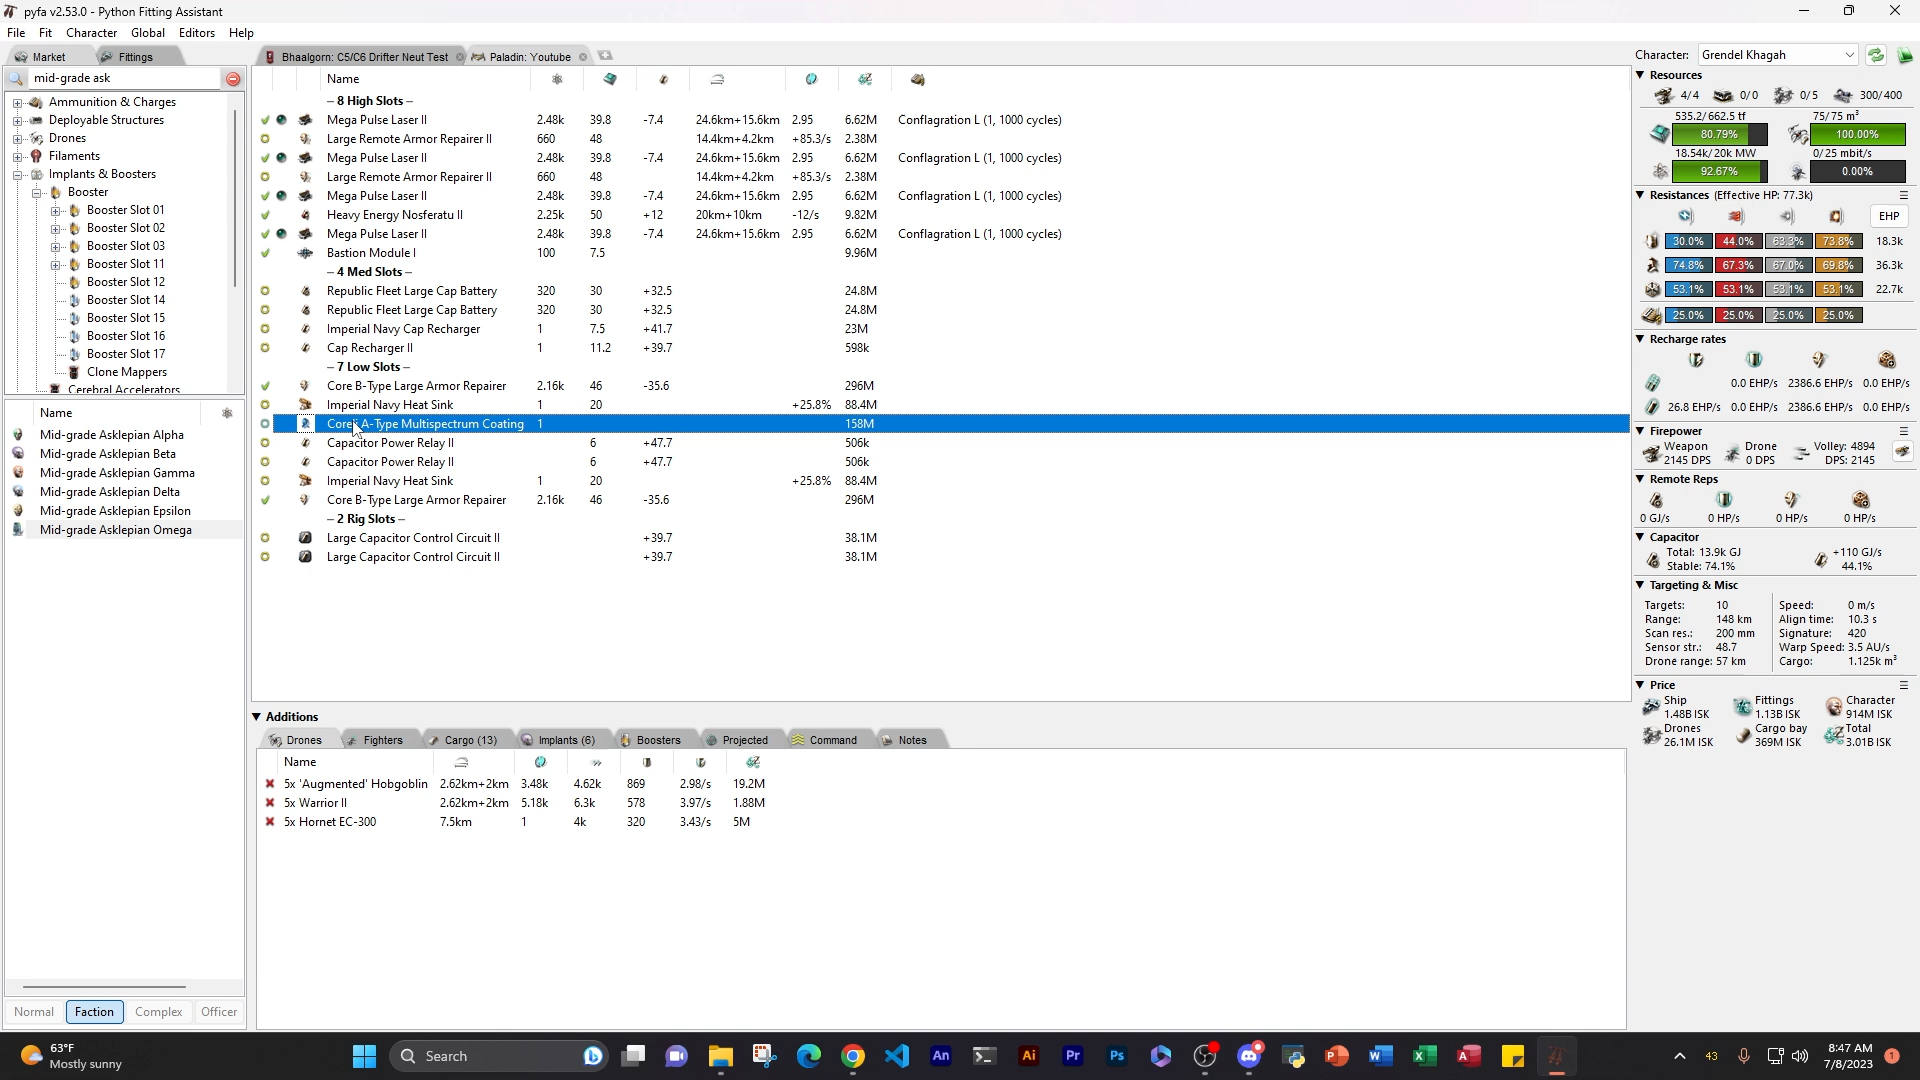 pyfa v2.53.0 - Python Fitting Assistant
File Fit Character Global Editors Help
Market Fittings
mid-grade ask
Ammunition & Charges
Deployable Structures
Drones
Filaments
Implants & Boosters
Booster
Booster Slot 01
Booster Slot 02
Booster Slot 03
Booster Slot 11
Booster Slot 12
Booster Slot 14
Booster Slot 15
Booster Slot 16
Booster Slot 17
Clone Mappers
Cerebral Accelerators
Name
Mid-grade Asklepian Alpha
Mid-grade Asklepian Beta
Mid-grade Asklepian Gamma
Mid-grade Asklepian Delta
Mid-grade Asklepian Epsilon
Mid-grade Asklepian Omega
Normal Faction Complex Officer
Bhaalgorn: C5/C6 Drifter Neut Test Paladin: Youtube
Name
– 8 High Slots –
Mega Pulse Laser II 2.48k 39.8 -7.4 24.6km+15.6km 2.95 6.62M Conflagration L (1, 1000 cycles)
Large Remote Armor Repairer II 660 48 14.4km+4.2km +85.3/s 2.38M
Mega Pulse Laser II 2.48k 39.8 -7.4 24.6km+15.6km 2.95 6.62M Conflagration L (1, 1000 cycles)
Large Remote Armor Repairer II 660 48 14.4km+4.2km +85.3/s 2.38M
Mega Pulse Laser II 2.48k 39.8 -7.4 24.6km+15.6km 2.95 6.62M Conflagration L (1, 1000 cycles)
Heavy Energy Nosferatu II 2.25k 50 +12 20km+10km -12/s 9.82M
Mega Pulse Laser II 2.48k 39.8 -7.4 24.6km+15.6km 2.95 6.62M Conflagration L (1, 1000 cycles)
Bastion Module I 100 7.5 9.96M
– 4 Med Slots –
Republic Fleet Large Cap Battery 320 30 +32.5 24.8M
Republic Fleet Large Cap Battery 320 30 +32.5 24.8M
Imperial Navy Cap Recharger 1 7.5 +41.7 23M
Cap Recharger II 1 11.2 +39.7 598k
– 7 Low Slots –
Core B-Type Large Armor Repairer 2.16k 46 -35.6 296M
Imperial Navy Heat Sink 1 20 +25.8% 88.4M
A-Type Multispectrum Coating 1 158M
Capacitor Power Relay II 6 +47.7 506k
Capacitor Power Relay II 6 +47.7 506k
Imperial Navy Heat Sink 1 20 +25.8% 88.4M
Core B-Type Large Armor Repairer 2.16k 46 -35.6 296M
– 2 Rig Slots –
Large Capacitor Control Circuit II +39.7 38.1M
Large Capacitor Control Circuit II +39.7 38.1M
Additions
Drones Fighters Cargo (13) Implants (6) Boosters Projected Command Notes
Name
5x 'Augmented' Hobgoblin 2.62km+2km 3.48k 4.62k 869 2.98/s 19.2M
5x Warrior II 2.62km+2km 5.18k 6.3k 578 3.97/s 1.88M
5x Hornet EC-300 7.5km 1 4k 320 3.43/s 5M
Character: Grendel Khagah
Resources
4/4 0/0 0/5 300/400
535.2/662.5 tf 75/75 m³
80.79% 100.00%
18.54k/20k MW 0/25 mbit/s
92.67% 0.00%
Resistances (Effective HP: 77.3k)
EHP
30.0% 44.0% 63.3% 73.8% 18.3k
74.8% 67.3% 67.0% 69.8% 36.3k
53.1% 53.1% 53.1% 53.1% 22.7k
25.0% 25.0% 25.0% 25.0%
Recharge rates
0.0 EHP/s 2386.6 EHP/s 0.0 EHP/s
26.8 EHP/s 0.0 EHP/s 2386.6 EHP/s 0.0 EHP/s
Firepower
Weapon Drone Volley: 4894
2145 DPS 0 DPS DPS: 2145
Remote Reps
0 GJ/s 0 HP/s 0 HP/s 0 HP/s
Capacitor
Total: 13.9k GJ +110 GJ/s
Stable: 74.1% 44.1%
Targeting & Misc
Targets: 10 Speed: 0 m/s
Range: 148 km Align time: 10.3 s
Scan res.: 200 mm Signature: 420
Sensor str.: 48.7 Warp Speed: 3.5 AU/s
Drone range: 57 km Cargo: 1.125k m³
Price
Ship Fittings Character
1.48B ISK 1.13B ISK 914M ISK
Drones Cargo bay Total
26.1M ISK 369M ISK 3.01B ISK
63°F
Mostly sunny
Search
An Ai Pr Ps
43
8:47 AM
7/8/2023
1